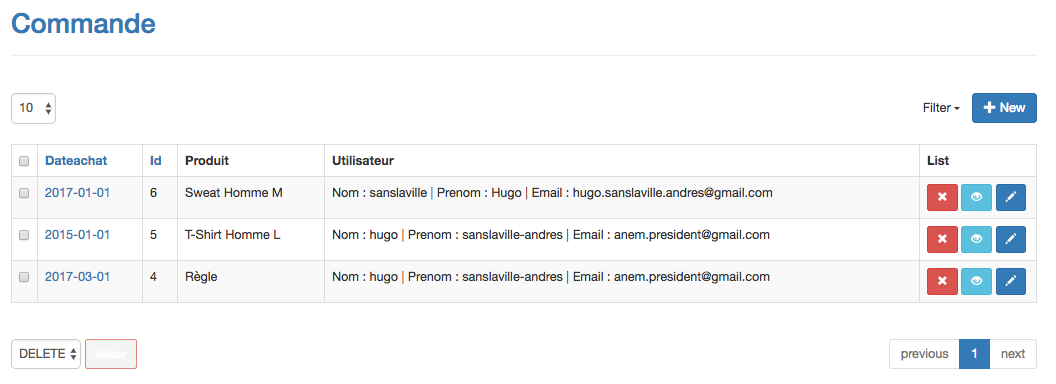 Commande
10 Filter New
Dateachat Id Produit Utilisateur List
2017-01-01 6 Sweat Homme M Nom : sanslaville | Prenom : Hugo | Email : hugo.sanslaville.andres@gmail.com
2015-01-01 5 T-Shirt Homme L Nom : hugo | Prenom : sanslaville-andres | Email : anem.president@gmail.com
2017-03-01 4 Règle Nom : hugo | Prenom : sanslaville-andres | Email : anem.president@gmail.com
DELETE Valider previous 1 next